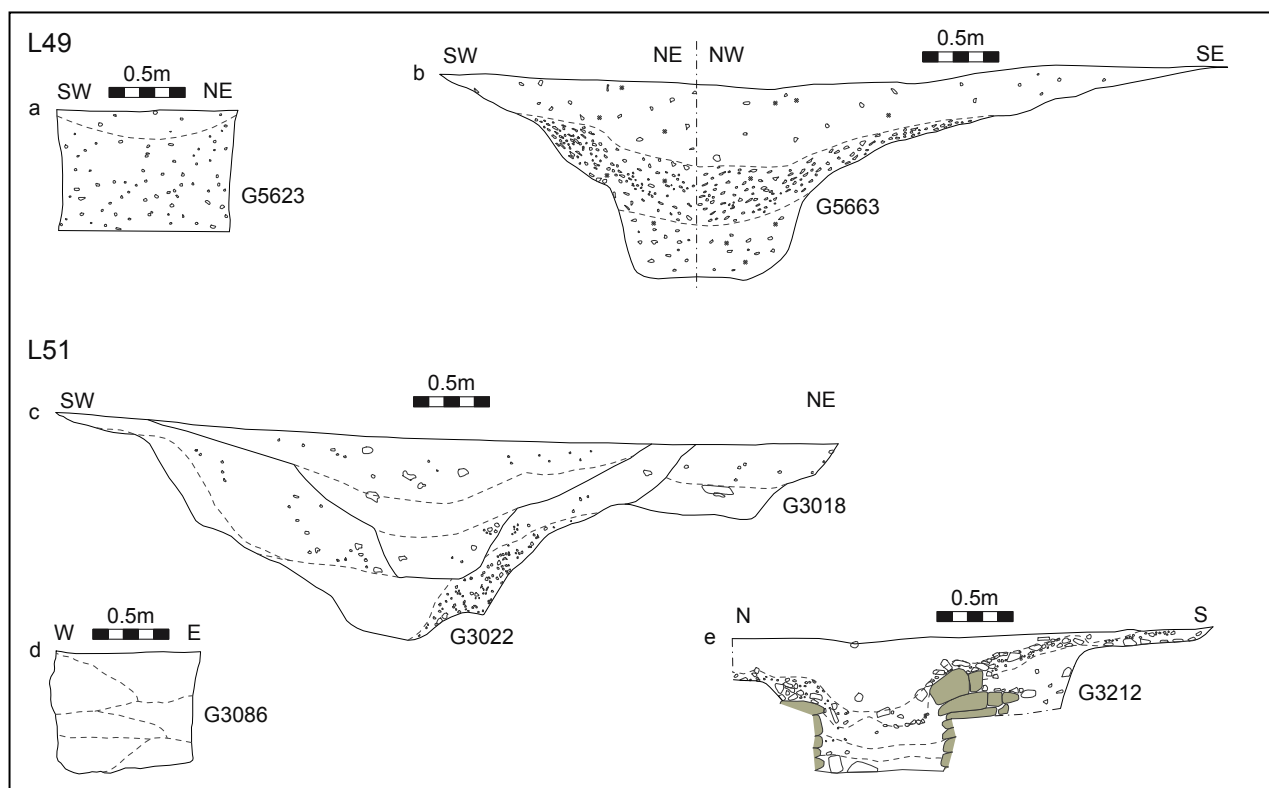 L49
0.5m
SW NE
a
G5623
SW NE NW 0.5m SE
b
G5663
L51
0.5m
SW NE
c
G3018
G3022
0.5m
W E
d
G3086
0.5m
N S
e
G3212